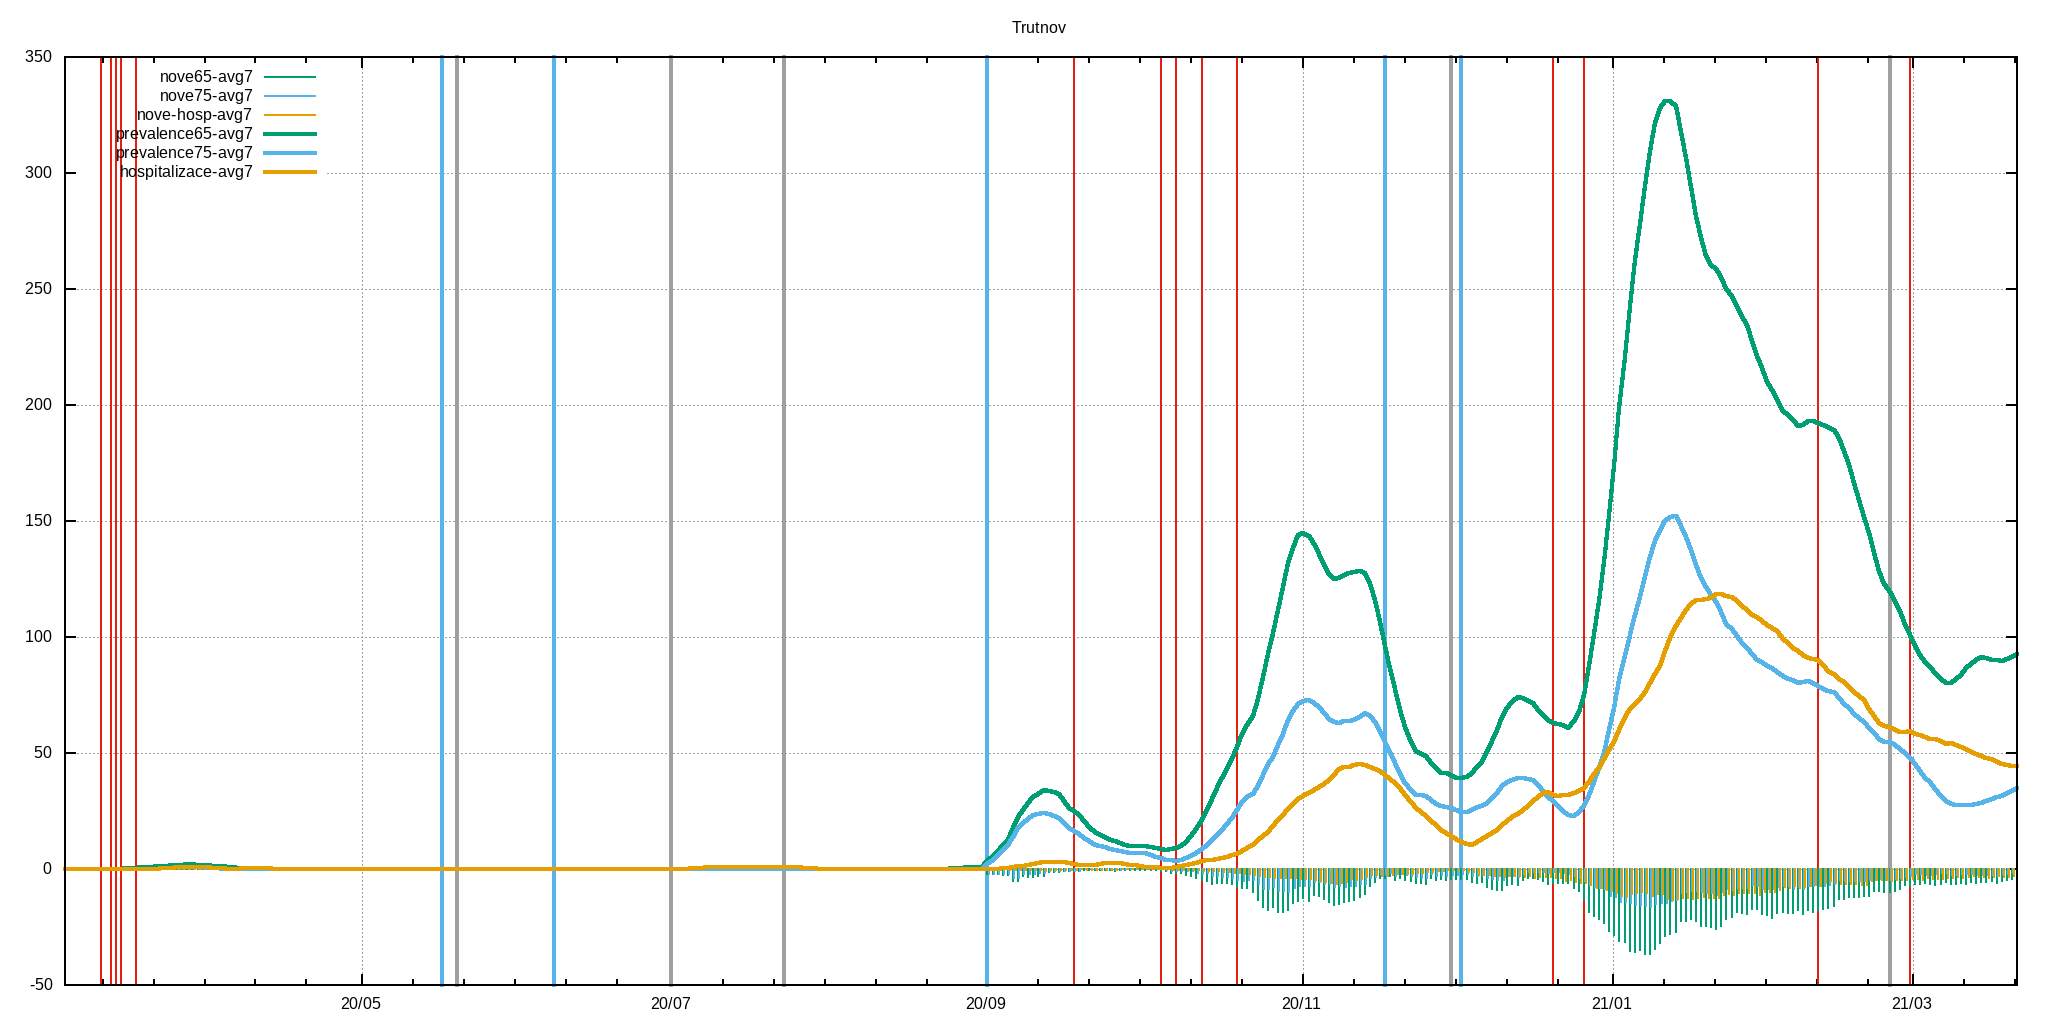 Trutnov
350
300
250
200
150
100
50
0
-50
nove65-avg7
nove75-avg7
nove-hosp-avg7
prevalence65-avg7
prevalence75-avg7
hospitalizace-avg7
20/05 20/07 20/09 20/11 21/01 21/03